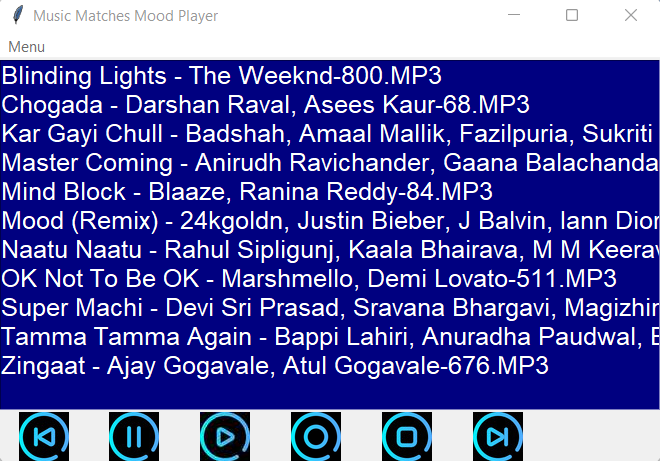 Music Matches Mood Player
Menu
Blinding Lights - The Weeknd-800.MP3
Chogada - Darshan Raval, Asees Kaur-68.MP3
Kar Gayi Chull - Badshah, Amaal Mallik, Fazilpuria, Sukriti
Master Coming - Anirudh Ravichander, Gaana Balachanda
Mind Block - Blaaze, Ranina Reddy-84.MP3
Mood (Remix) - 24kgoldn, Justin Bieber, J Balvin, Iann Dior
Naatu Naatu - Rahul Sipligunj, Kaala Bhairava, M M Keerav
OK Not To Be OK - Marshmello, Demi Lovato-511.MP3
Super Machi - Devi Sri Prasad, Sravana Bhargavi, Magizhin
Tamma Tamma Again - Bappi Lahiri, Anuradha Paudwal,
Zingaat - Ajay Gogavale, Atul Gogavale-676.MP3